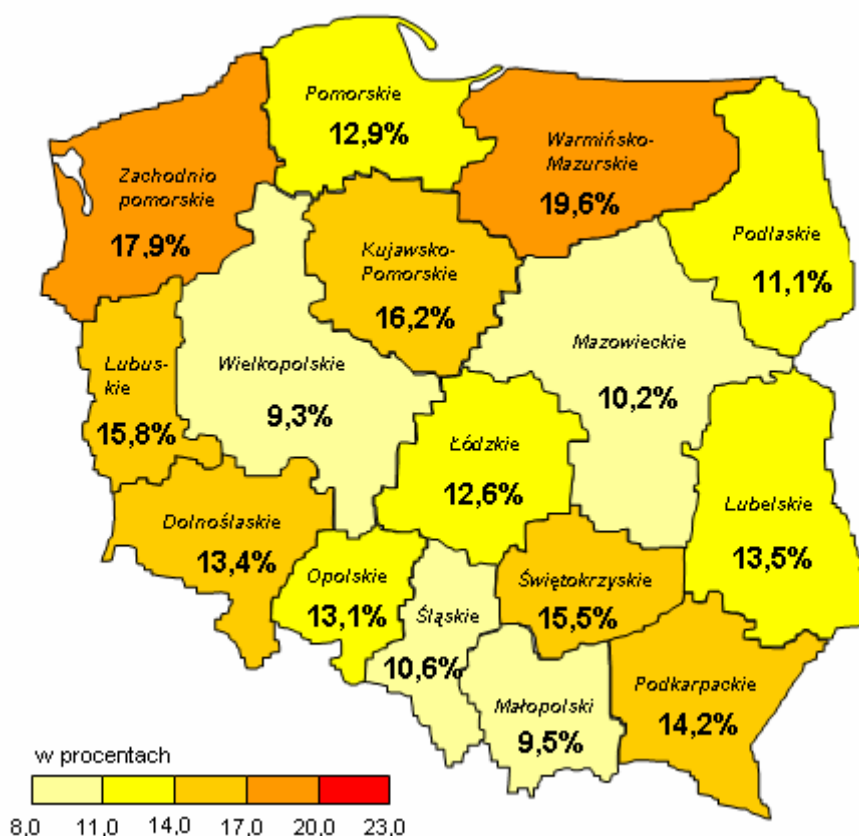 Pomorskie
12,9%
Warmińsko-
Mazurskie
19,6%
Zachodnio
pomorskie
17,9%
Podlaskie
11,1%
Kujawsko-
Pomorskie
16,2%
Mazowieckie
10,2%
Lubus-
kie
15,8%
Wielkopolskie
9,3%
Łódzkie
12,6%
Lubelskie
13,5%
Dolnoślaskie
13,4%
Opolskie
13,1%
Śląskie
10,6%
Świętokrzyskie
15,5%
Podkarpackie
14,2%
Małopolski
9,5%
w procentach
8,0 11,0 14,0 17,0 20,0 23,0